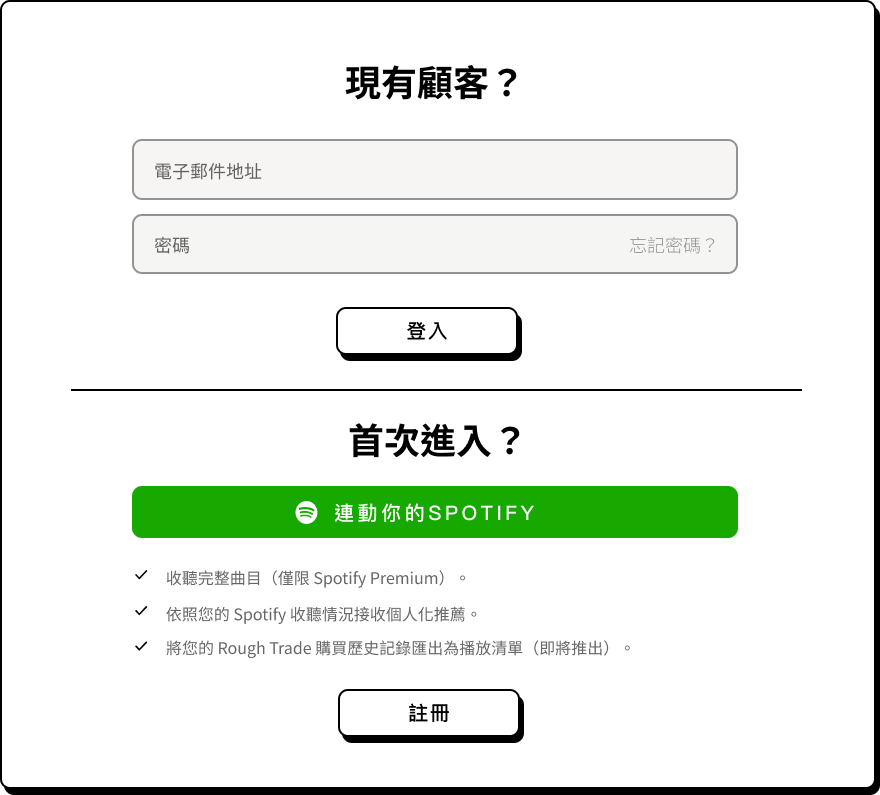 現有顧客？
電子郵件地址
密碼 忘記密碼？
登入
首次進入？
連動你的SPOTIFY
收聽完整曲目（僅限 Spotify Premium）。
依照您的 Spotify 收聽情況接收個人化推薦。
將您的 Rough Trade 購買歷史記錄匯出為播放清單（即將推出）。
註冊